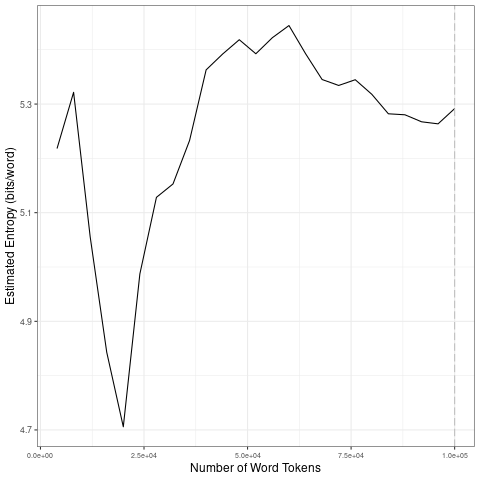 Estimated Entropy (bits/word)
5.3
5.1
4.9
4.7
0.0e+00 2.5e+04 5.0e+04 7.5e+04 1.0e+05
Number of Word Tokens